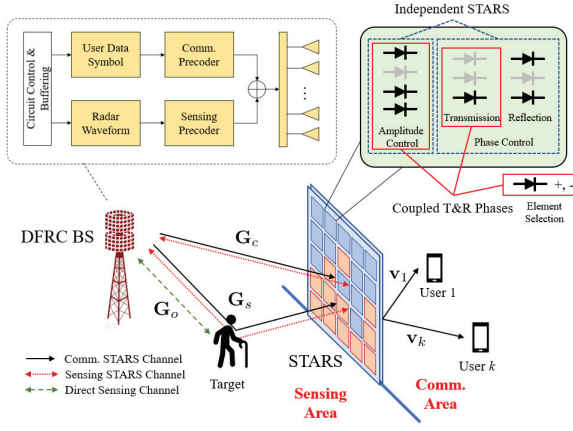 Independent STARS
Circuit Control &
Buffering
User Data
Symbol
Comm.
Precoder
Radar
Waveform
Sensing
Precoder
...
Amplitude
Control
Transmission
Reflection
Phase Control
Coupled T&R Phases
+, -
Element
Selection
DFRC BS
G_c
G_s
G_o
v_1
User 1
v_k
User k
Target
STARS
Sensing
Area
Comm.
Area
Comm. STARS Channel
Sensing STARS Channel
Direct Sensing Channel